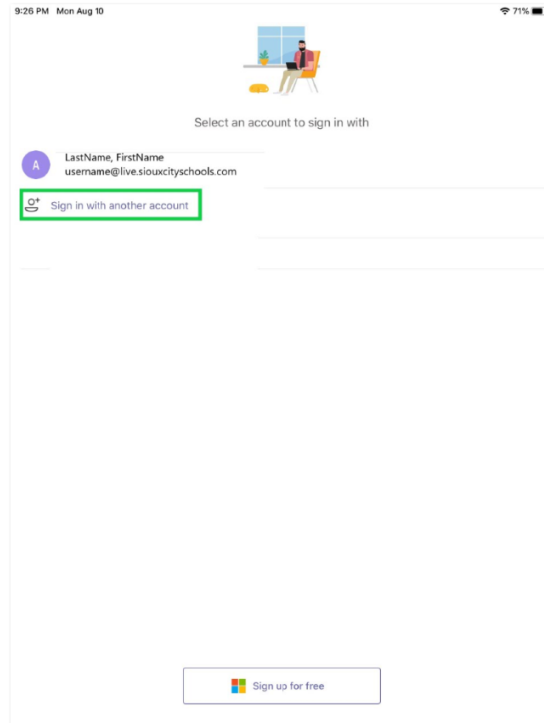 9:26 PM Mon Aug 10 71%
Select an account to sign in with
A
LastName, FirstName
username@live.siouxcityschools.com
Sign in with another account
Sign up for free